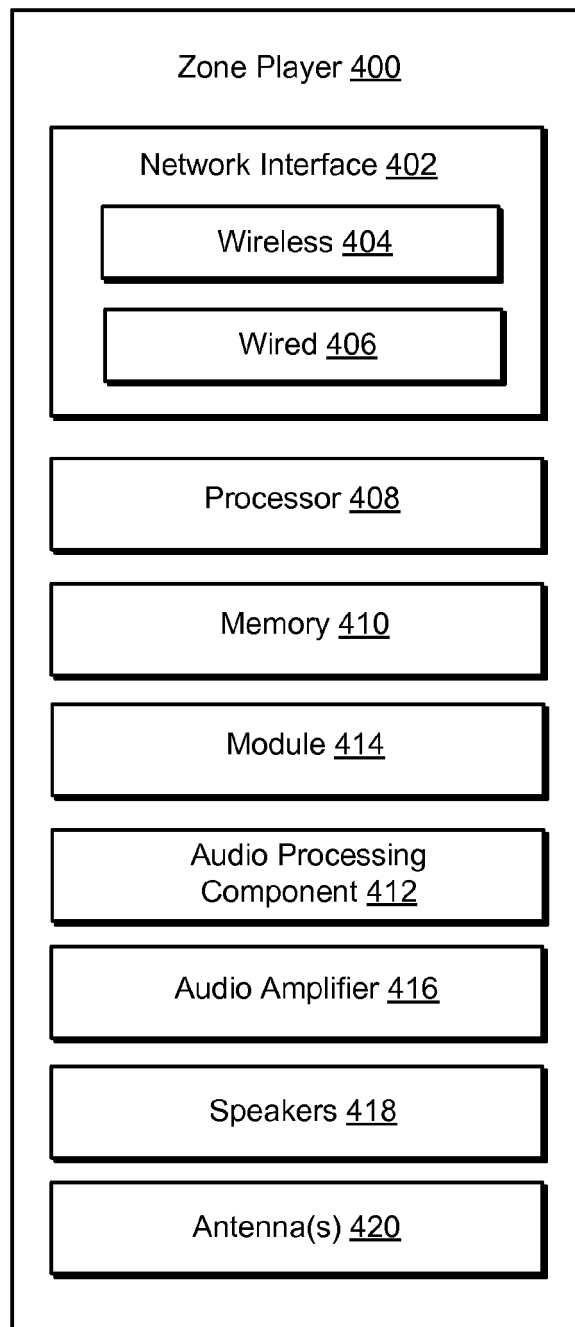 Zone Player 400
Network Interface 402
Wireless 404
Wired 406
Processor 408
Memory 410
Module 414
Audio Processing
Component 412
Audio Amplifier 416
Speakers 418
Antenna(s) 420